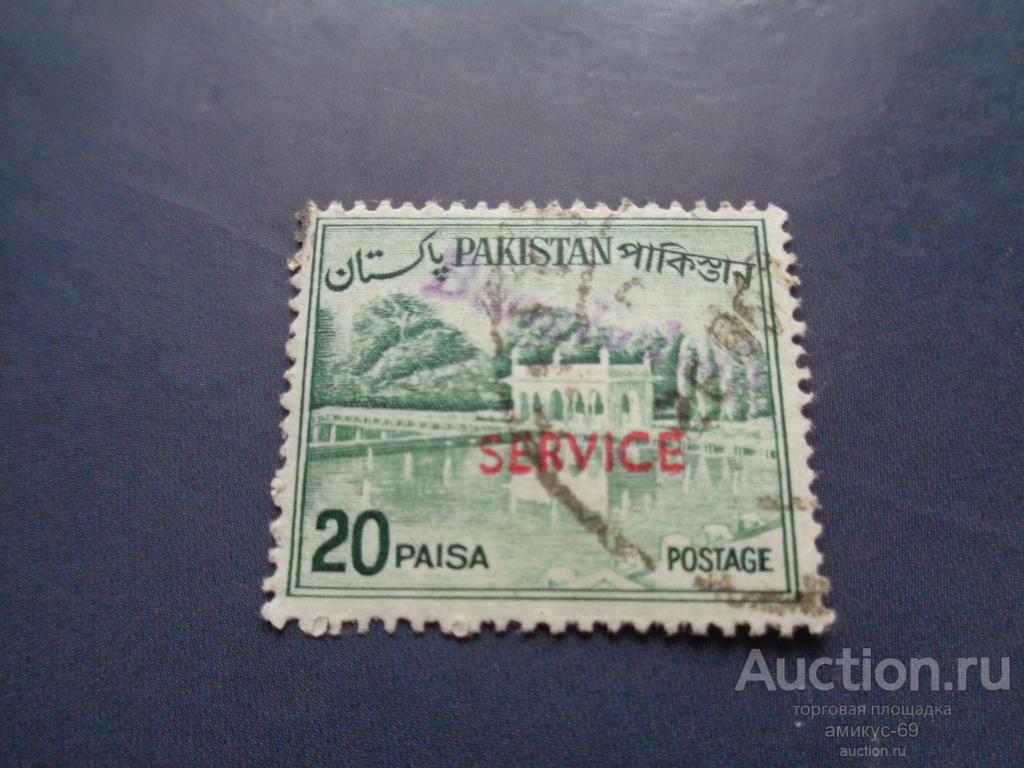 پاکستان PAKISTAN পাকিস্তান
SERVICE
20 PAISA POSTAGE
Auction.ru
торговая площадка
амикус-69
auction.ru